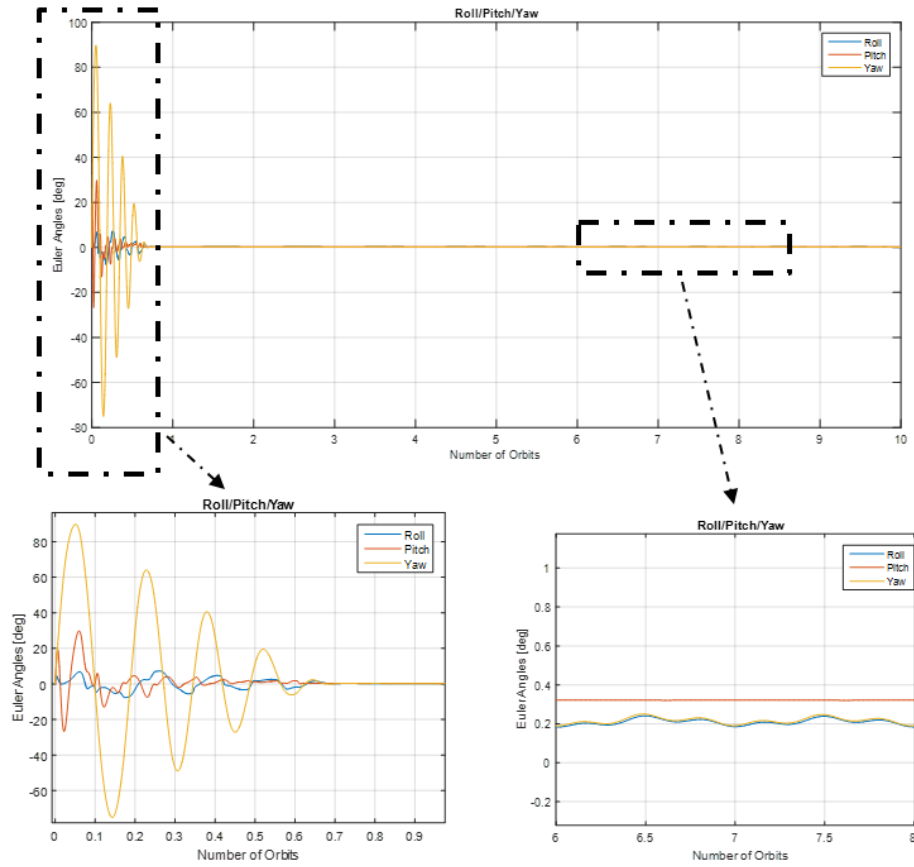 Roll/Pitch/Yaw
Euler Angles [deg]
100
80
60
40
20
0
-20
-40
-60
-80
Roll
Pitch
Yaw
0 1 2 3 4 5 6 7 8 9 10
Number of Orbits
Roll/Pitch/Yaw
Euler Angles [deg]
80
60
40
20
0
-20
-40
-60
Roll
Pitch
Yaw
0 0.1 0.2 0.3 0.4 0.5 0.6 0.7 0.8 0.9
Number of Orbits
Roll/Pitch/Yaw
Euler Angles [deg]
1
0.8
0.6
0.4
0.2
0
-0.2
Roll
Pitch
Yaw
6 6.5 7 7.5 8
Number of Orbits